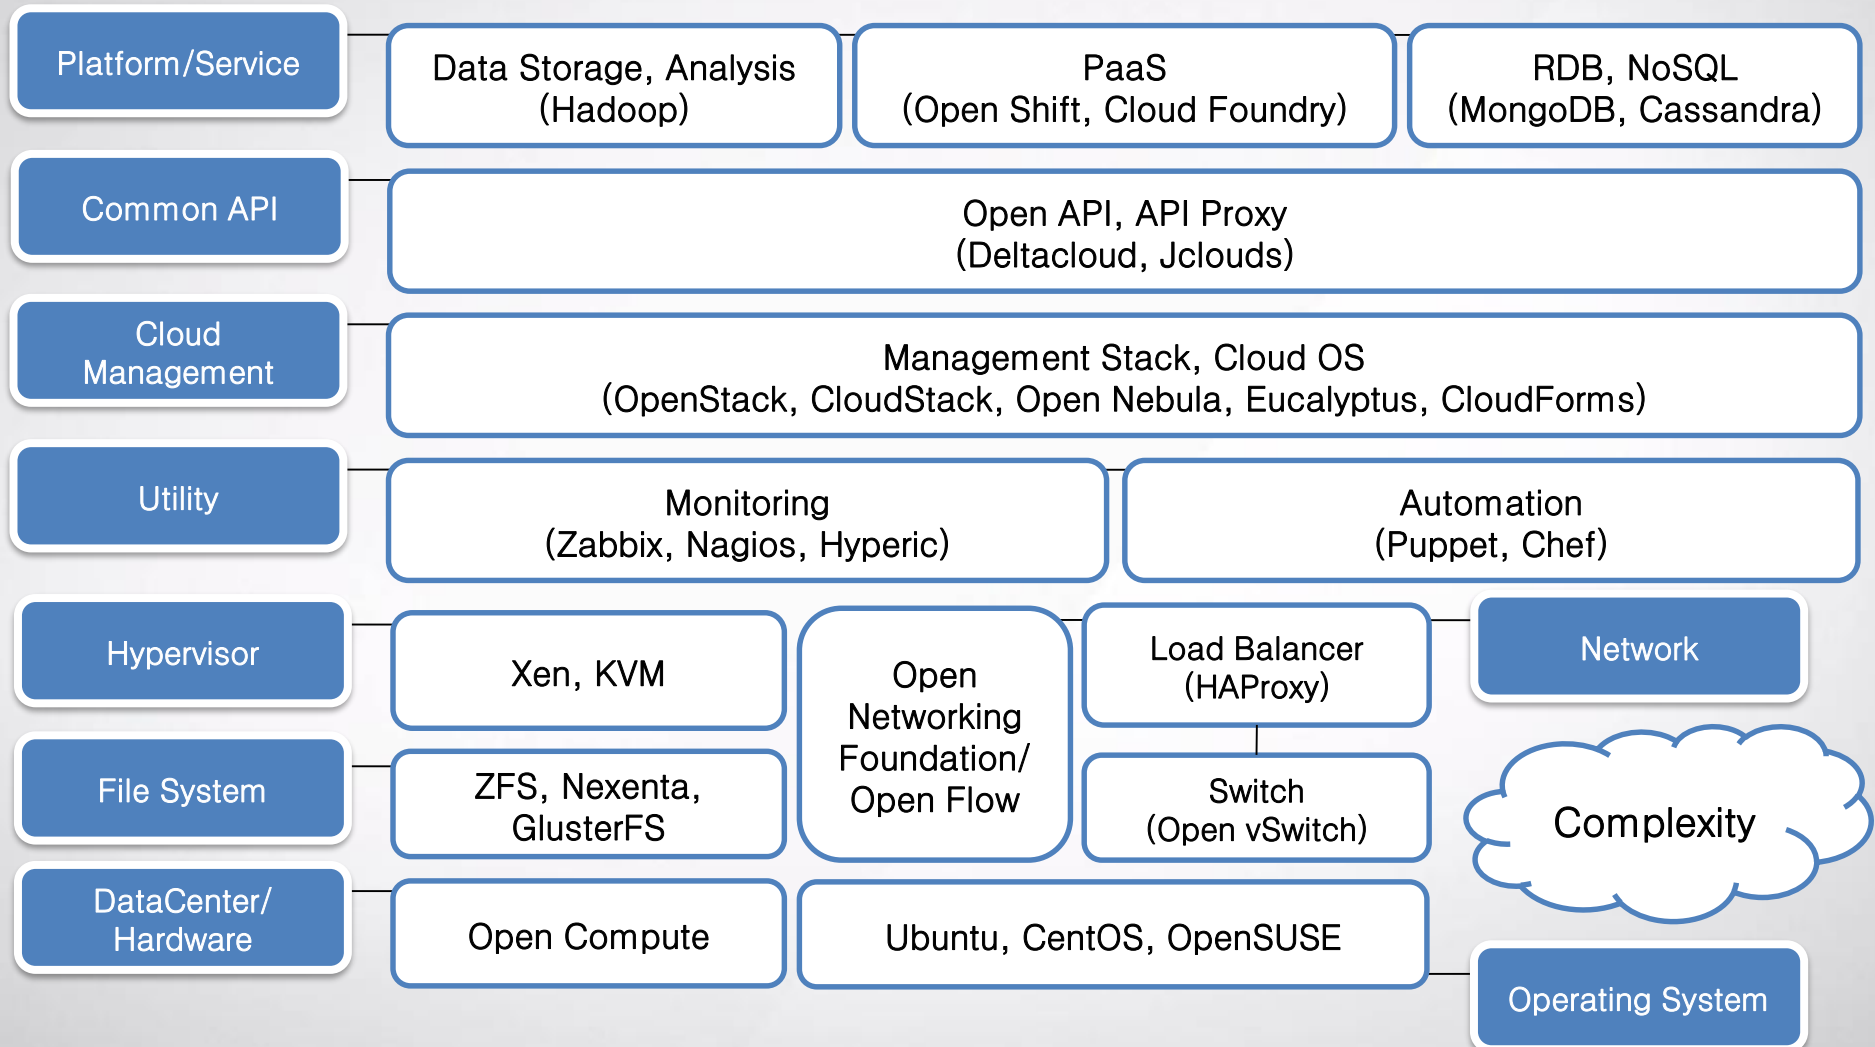 Platform/Service
Data Storage, Analysis
(Hadoop)
PaaS
(Open Shift, Cloud Foundry)
RDB, NoSQL
(MongoDB, Cassandra)
Common API
Open API, API Proxy
(Deltacloud, Jclouds)
Cloud
Management
Management Stack, Cloud OS
(OpenStack, CloudStack, Open Nebula, Eucalyptus, CloudForms)
Utility
Monitoring
(Zabbix, Nagios, Hyperic)
Automation
(Puppet, Chef)
Hypervisor
Xen, KVM
Open
Networking
Foundation/
Open Flow
Load Balancer
(HAProxy)
Network
File System
ZFS, Nexenta,
GlusterFS
Switch
(Open vSwitch)
Complexity
DataCenter/
Hardware
Open Compute
Ubuntu, CentOS, OpenSUSE
Operating System